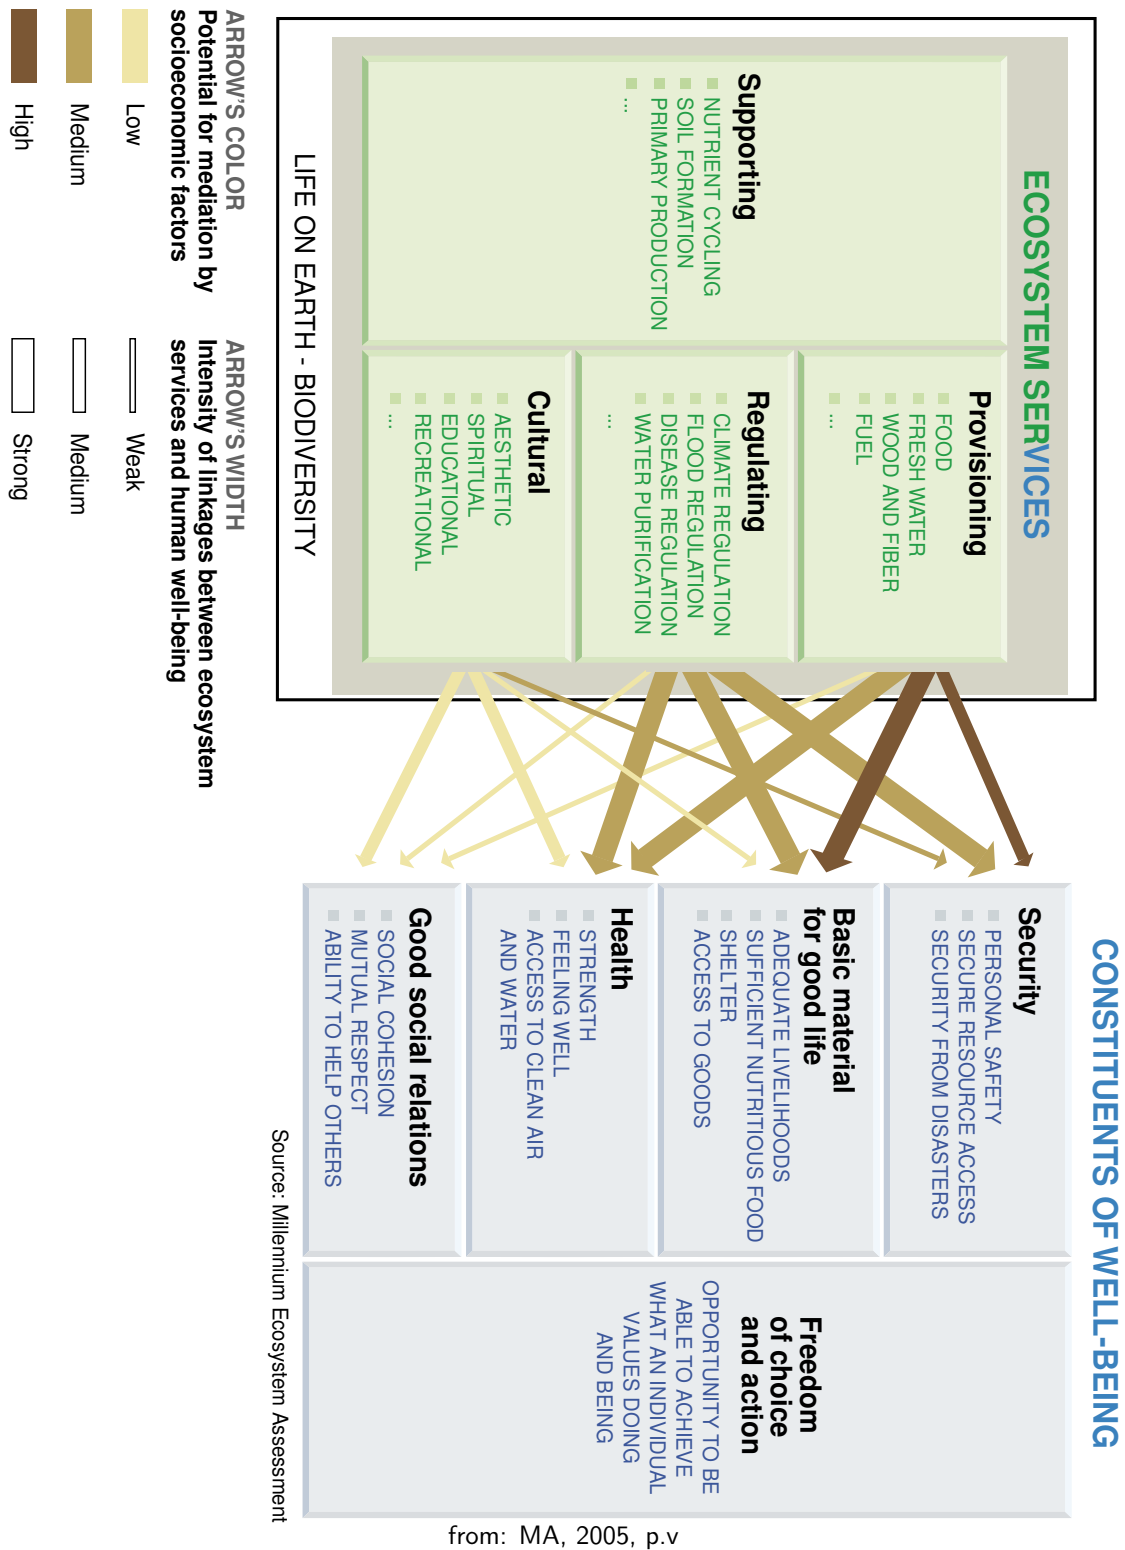 ECOSYSTEM SERVICES
Supporting
NUTRIENT CYCLING
SOIL FORMATION
PRIMARY PRODUCTION
...
Provisioning
FOOD
FRESH WATER
WOOD AND FIBER
FUEL
...
Regulating
CLIMATE REGULATION
FLOOD REGULATION
DISEASE REGULATION
WATER PURIFICATION
...
Cultural
AESTHETIC
SPIRITUAL
EDUCATIONAL
RECREATIONAL
...
LIFE ON EARTH - BIODIVERSITY
CONSTITUENTS OF WELL-BEING
Security
PERSONAL SAFETY
SECURE RESOURCE ACCESS
SECURITY FROM DISASTERS
Basic material
for good life
ADEQUATE LIVELIHOODS
SUFFICIENT NUTRITIOUS FOOD
SHELTER
ACCESS TO GOODS
Health
STRENGTH
FEELING WELL
ACCESS TO CLEAN AIR
AND WATER
Good social relations
SOCIAL COHESION
MUTUAL RESPECT
ABILITY TO HELP OTHERS
Freedom
of choice
and action
OPPORTUNITY TO BE
ABLE TO ACHIEVE
WHAT AN INDIVIDUAL
VALUES DOING
AND BEING
Source: Millennium Ecosystem Assessment
ARROW'S COLOR
Potential for mediation by
socioeconomic factors
Low
Medium
High
ARROW'S WIDTH
Intensity of linkages between ecosystem
services and human well-being
Weak
Medium
Strong
from: MA, 2005, p.v